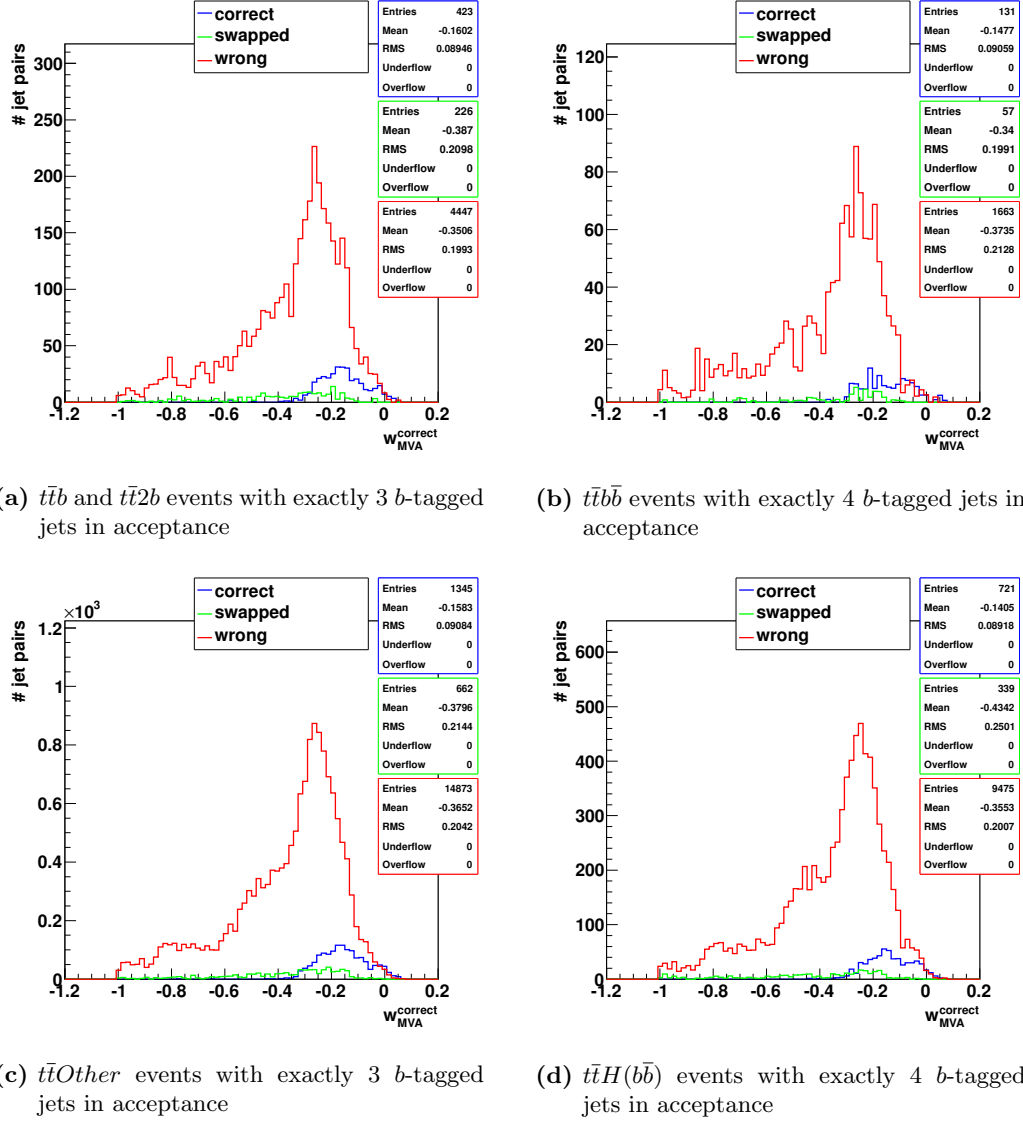 correct
swapped
wrong
Entries 423
Mean -0.1602
RMS 0.08946
Underflow 0
Overflow 0
Entries 226
Mean -0.387
RMS 0.2098
Underflow 0
Overflow 0
Entries 4447
Mean -0.3506
RMS 0.1993
Underflow 0
Overflow 0
# jet pairs
300
250
200
150
100
50
0
-1.2 -1 -0.8 -0.6 -0.4 -0.2 0 0.2
w_MVA^correct
(a) tt̄b and tt̄2b events with exactly 3 b-tagged
jets in acceptance
correct
swapped
wrong
Entries 131
Mean -0.1477
RMS 0.09059
Underflow 0
Overflow 0
Entries 57
Mean -0.34
RMS 0.1991
Underflow 0
Overflow 0
Entries 1663
Mean -0.3735
RMS 0.2128
Underflow 0
Overflow 0
# jet pairs
120
100
80
60
40
20
0
-1.2 -1 -0.8 -0.6 -0.4 -0.2 0 0.2
w_MVA^correct
(b) tt̄bb̄ events with exactly 4 b-tagged jets in
acceptance
correct
swapped
wrong
Entries 1345
Mean -0.1583
RMS 0.09084
Underflow 0
Overflow 0
Entries 662
Mean -0.3796
RMS 0.2144
Underflow 0
Overflow 0
Entries 14873
Mean -0.3652
RMS 0.2042
Underflow 0
Overflow 0
# jet pairs
×10³
1.2
1
0.8
0.6
0.4
0.2
0
-1.2 -1 -0.8 -0.6 -0.4 -0.2 0 0.2
w_MVA^correct
(c) tt̄Other events with exactly 3 b-tagged
jets in acceptance
correct
swapped
wrong
Entries 721
Mean -0.1405
RMS 0.08918
Underflow 0
Overflow 0
Entries 339
Mean -0.4342
RMS 0.2501
Underflow 0
Overflow 0
Entries 9475
Mean -0.3553
RMS 0.2007
Underflow 0
Overflow 0
# jet pairs
600
500
400
300
200
100
0
-1.2 -1 -0.8 -0.6 -0.4 -0.2 0 0.2
w_MVA^correct
(d) tt̄H(bb̄) events with exactly 4 b-tagged
jets in acceptance